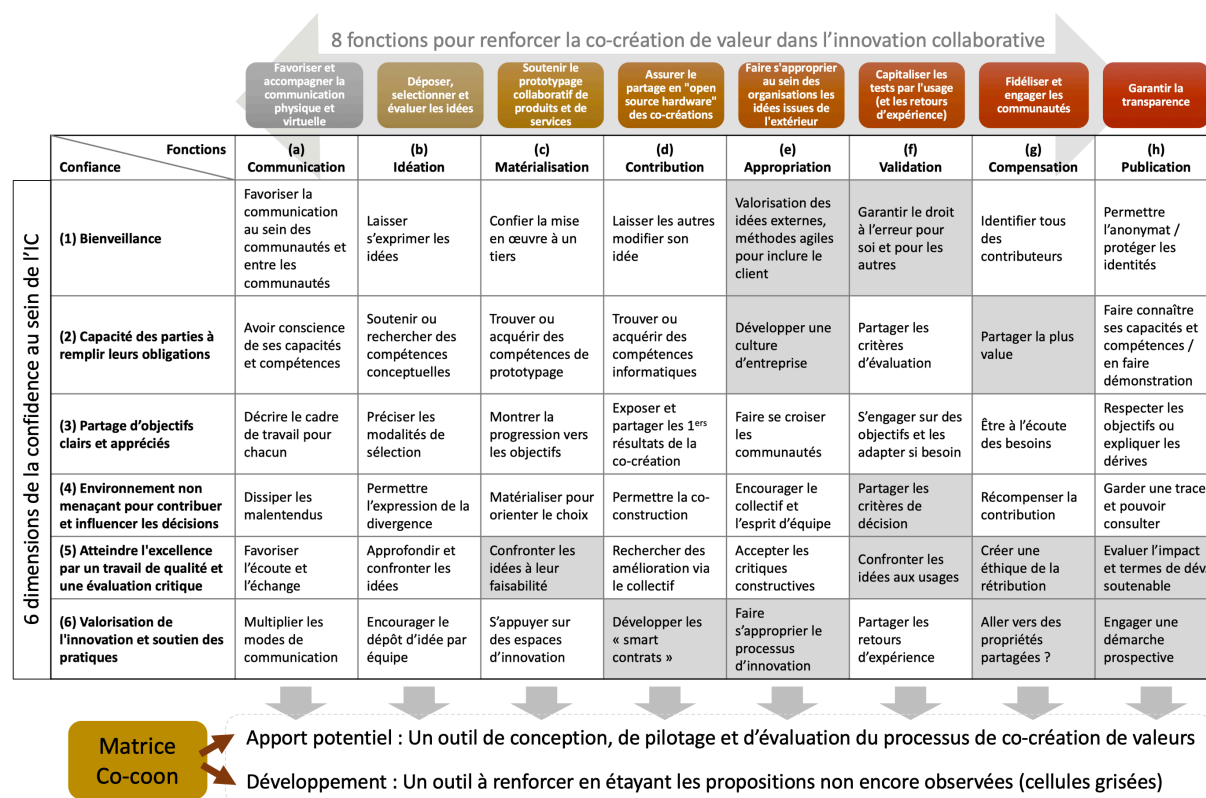 8 fonctions pour renforcer la co-création de valeur dans l'innovation collaborative
Favoriser et
accompagner la
communication
physique et
virtuelle
Déposer,
selectionner et
évaluer les idées
Soutenir le
prototypage
collaboratif de
produits et de
services
Assurer le
partage en "open
source hardware"
des co-créations
Faire s'approprier au
sein des
organisations les
idées issues de
l'extérieur
Capitaliser les
tests par l'usage
(et les retours
d'expérience)
Fidéliser et
engager les
communautés
Garantir la
transparence
Fonctions
Confiance
(a)
Communication
(b)
Idéation
(c)
Matérialisation
(d)
Contribution
(e)
Appropriation
(f)
Validation
(g)
Compensation
(h)
Publication
6 dimensions de la confidence au sein de l'IC
(1) Bienveillance
Favoriser la
communication
au sein des
communautés et
entre les
communautés
Laisser
s'exprimer les
idées
Confier la mise
en œuvre à un
tiers
Laisser les autres
modifier son
idée
Valorisation des
idées externes,
méthodes agiles
pour inclure le
client
Garantir le droit
à l'erreur pour
soi et pour les
autres
Identifier tous
des
contributeurs
Permettre
l'anonymat /
protéger les
identités
(2) Capacité des parties à
remplir leurs obligations
Avoir conscience
de ses capacités
et compétences
Soutenir ou
rechercher des
compétences
conceptuelles
Trouver ou
acquérir des
compétences de
prototypage
Trouver ou
acquérir des
compétences
informatiques
Développer une
culture
d'entreprise
Partager les
critères
d'évaluation
Partager la plus
value
Faire connaître
ses capacités et
compétences /
en faire
démonstration
(3) Partage d'objectifs
clairs et appréciés
Décrire le cadre
de travail pour
chacun
Préciser les
modalités de
sélection
Montrer la
progression vers
les objectifs
Exposer et
partager les 1ers
résultats de la
co-création
Faire se croiser
les
communautés
S'engager sur des
objectifs et les
adapter si besoin
Être à l'écoute
des besoins
Respecter les
objectifs ou
expliquer les
dérives
(4) Environnement non
menaçant pour contribuer
et influencer les décisions
Dissiper les
malentendus
Permettre
l'expression de la
divergence
Matérialiser pour
orienter le choix
Permettre la co-
construction
Encourager le
collectif et
l'esprit d'équipe
Partager les
critères de
décision
Récompenser la
contribution
Garder une trace
et pouvoir
consulter
(5) Atteindre l'excellence
par un travail de qualité et
une évaluation critique
Favoriser
l'écoute et
l'échange
Approfondir et
confronter les
idées
Confronter les
idées à leur
faisabilité
Rechercher des
amélioration via
le collectif
Accepter les
critiques
constructives
Confronter les
idées aux usages
Créer une
éthique de la
rétribution
Evaluer l'impact
et termes de dév.
soutenable
(6) Valorisation de
l'innovation et soutien des
pratiques
Multiplier les
modes de
communication
Encourager le
dépôt d'idée par
équipe
S'appuyer sur
des espaces
d'innovation
Développer les
« smart
contrats »
Faire
s'approprier le
processus
d'innovation
Partager les
retours
d'expérience
Aller vers des
propriétés
partagées ?
Engager une
démarche
prospective
Matrice
Co-coon
Apport potentiel : Un outil de conception, de pilotage et d'évaluation du processus de co-création de valeurs
Développement : Un outil à renforcer en étayant les propositions non encore observées (cellules grisées)